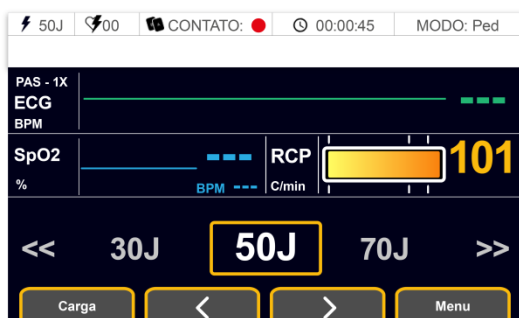 50J 00 CONTATO: 00:00:45 MODO: Ped
PAS - 1X
ECG
BPM
---
SpO2
%
---
BPM ---
RCP
C/min
101
<< 30J 50J 70J >>
Carga < > Menu